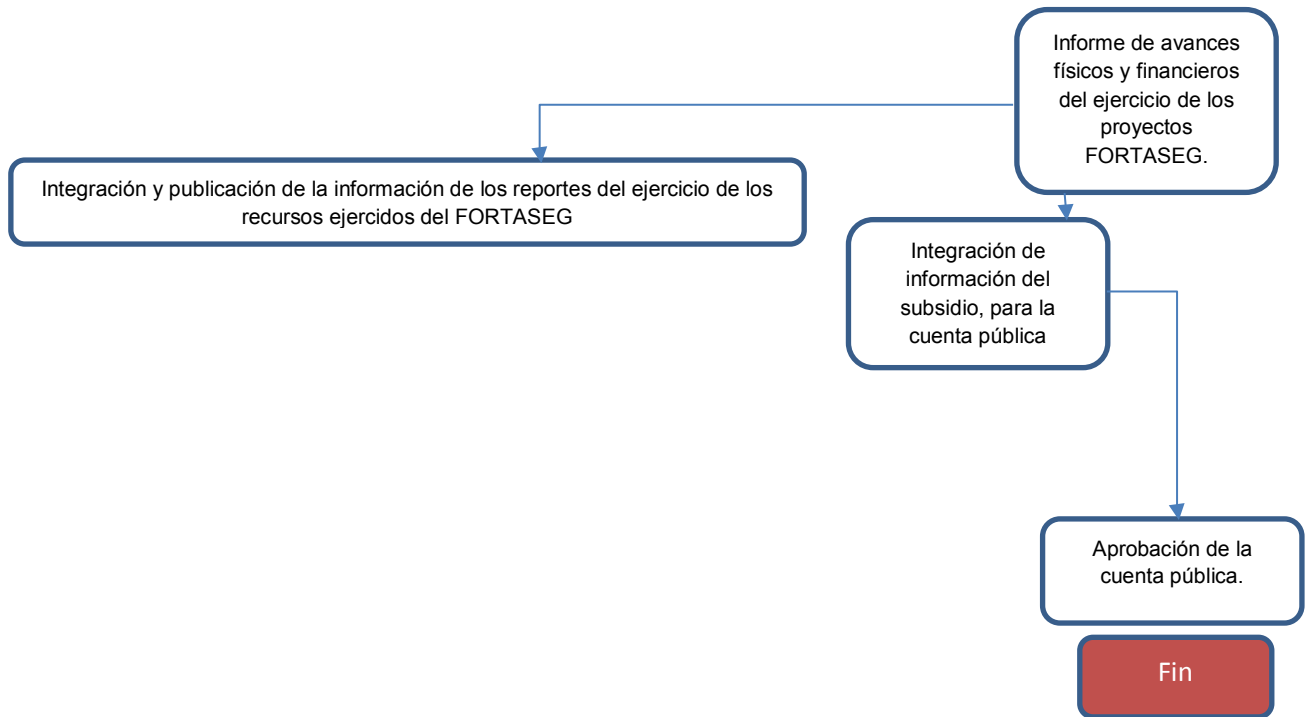 Informe de avances
físicos y financieros
del ejercicio de los
proyectos
FORTASEG.
Integración y publicación de la información de los reportes del ejercicio de los
recursos ejercidos del FORTASEG
Integración de
información del
subsidio, para la
cuenta pública
Aprobación de la
cuenta pública.
Fin